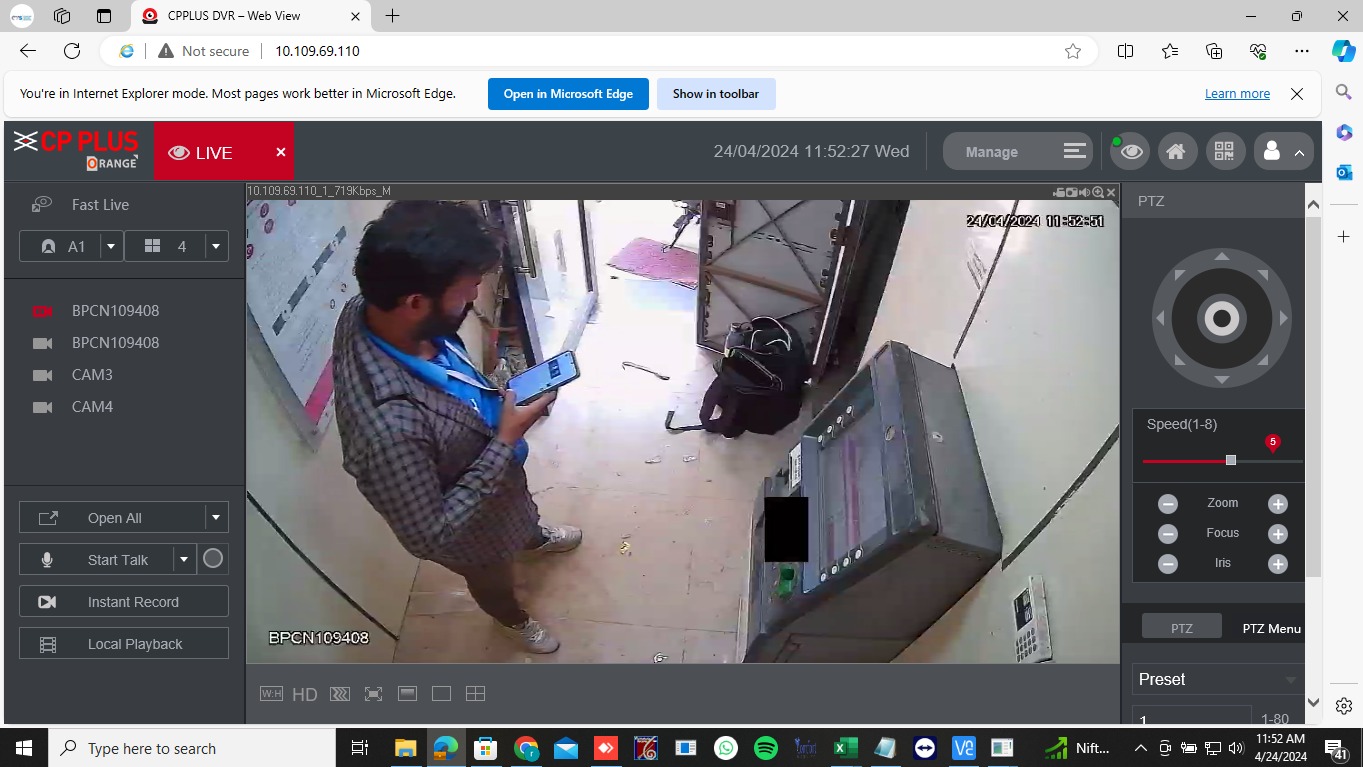 CPPLUS DVR – Web View
Not secure
10.109.69.110
You're in Internet Explorer mode. Most pages work better in Microsoft Edge.
Open in Microsoft Edge
Show in toolbar
Learn more
CP PLUS
ORANGE
LIVE
24/04/2024 11:52:27 Wed
Manage
Fast Live
A1
4
BPCN109408
BPCN109408
CAM3
CAM4
Open All
Start Talk
Instant Record
Local Playback
10.109.69.110_1_719Kbps_M
24/04/2024 11:52:51
BPCN109408
W:H
HD
PTZ
Speed(1-8)
5
Zoom
Focus
Iris
PTZ
PTZ Menu
Preset
1
1-80
Type here to search
Nift...
11:52 AM
4/24/2024
41